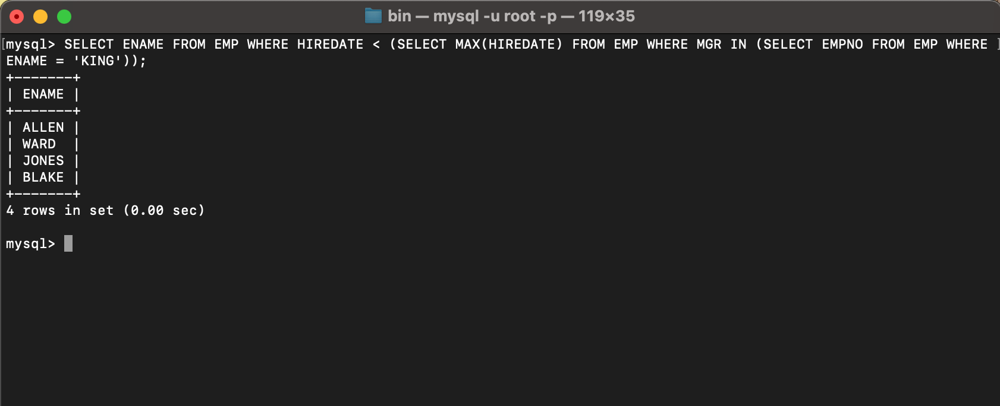 bin — mysql -u root -p — 119×35
[mysql> SELECT ENAME FROM EMP WHERE HIREDATE < (SELECT MAX(HIREDATE) FROM EMP WHERE MGR IN (SELECT EMPNO FROM EMP WHERE ]
ENAME = 'KING'));
+-------+
| ENAME |
+-------+
| ALLEN |
| WARD  |
| JONES |
| BLAKE |
+-------+
4 rows in set (0.00 sec)
mysql>